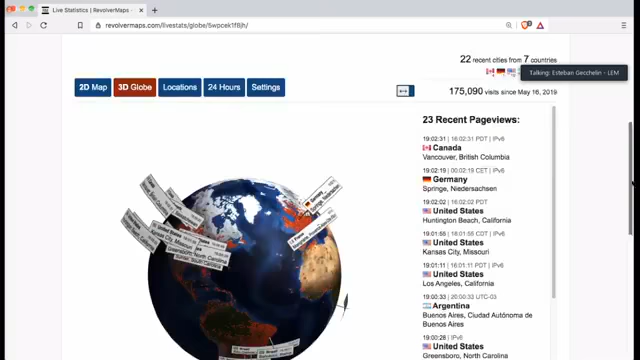 Live Statistics | RevolverMaps
revolvermaps.com/livestats/globe/5wpcek1f8jh/
22 recent cities from 7 countries
Talking: Esteban Gecchelin - LEM
2D Map
3D Globe
Locations
24 Hours
Settings
175,090 visits since May 16, 2019
23 Recent Pageviews:
19:02:31 | 16:02:31 PDT | IPv6
Canada
Vancouver, British Columbia
19:02:19 | 00:02:19 CET | IPv6
Germany
Springe, Niedersachsen
19:02:02 | 16:02:02 PDT
United States
Huntington Beach, California
19:01:55 | 16:01:55 CDT | IPv6
United States
Kansas City, Missouri
19:01:11 | 16:01:11 PDT | IPv6
United States
Los Angeles, California
19:00:33 | 20:00:33 UTC-03
Argentina
Buenos Aires, Ciudad Autónoma de
Buenos Aires
19:00:28 |
IPv6
United States
Greensboro, North Carolina